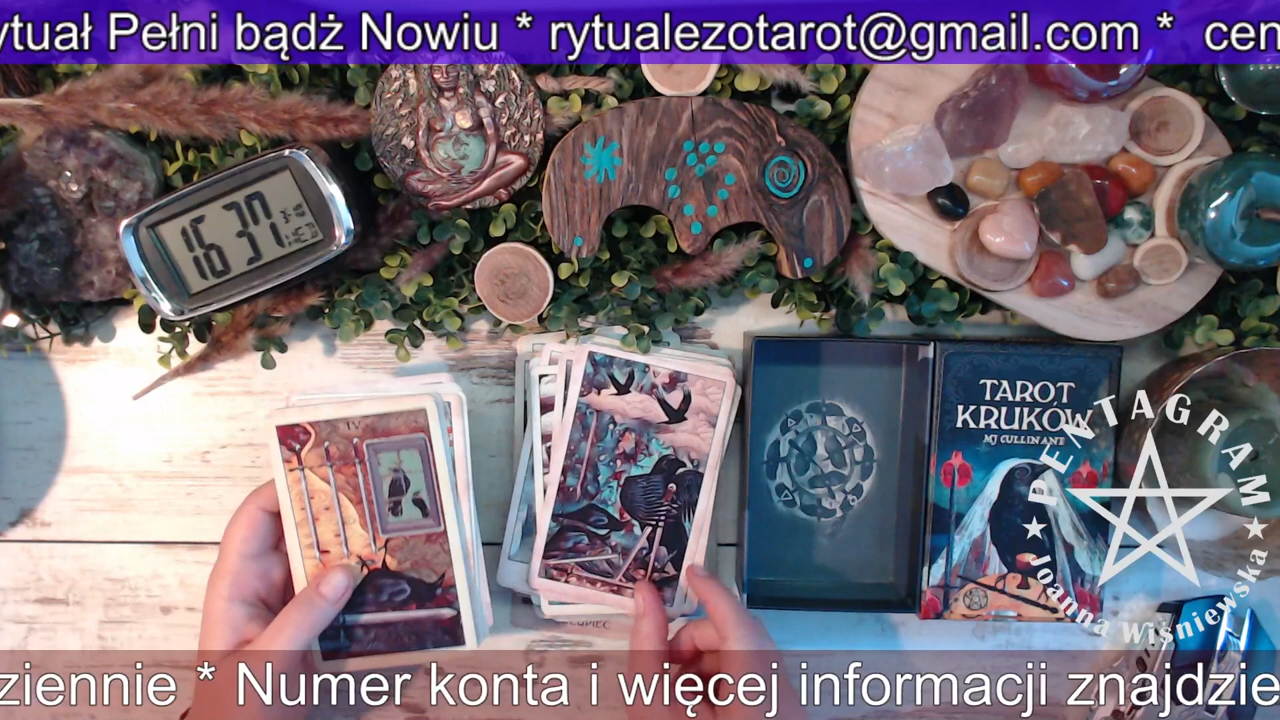 ytuał Pełni bądź Nowiu * rytualezotarot@gmail.com * cen
16 37
TAROT
KRUKÓW
MJ CULLINANE
IV
PENTAGRAM
★ Joanna Wiśniewska ★
ziennie * Numer konta i więcej informacji znajdzie